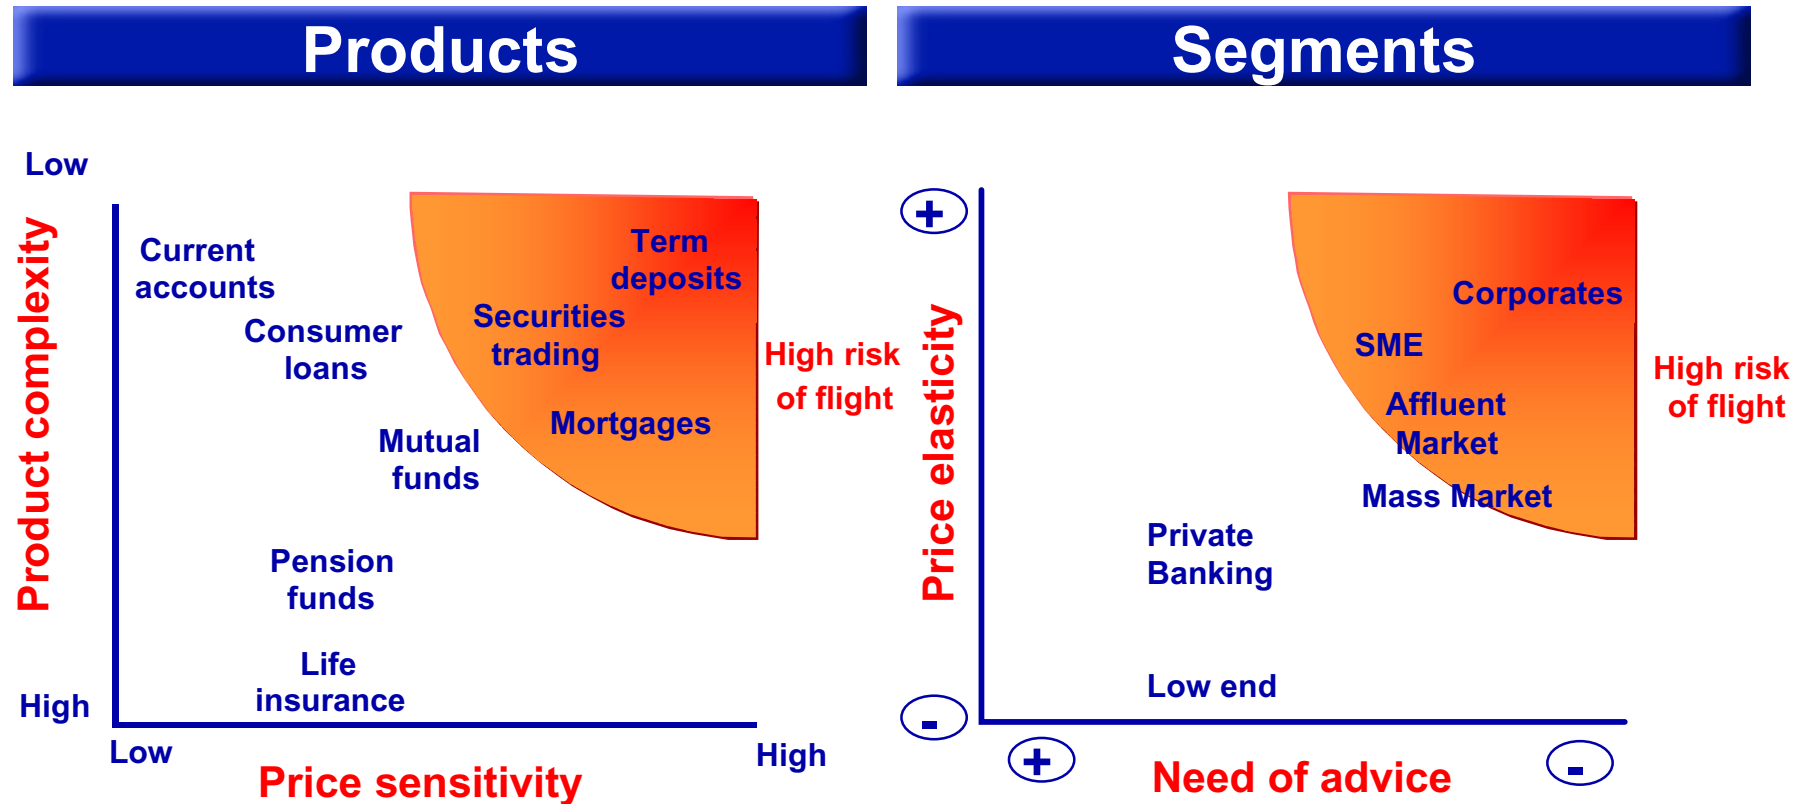 Products
Low
Product complexity
Current
accounts
Term
deposits
Consumer
loans
Securities
trading
Mortgages
Mutual
funds
High risk
of flight
Pension
funds
Life
insurance
High
Low
High
Price sensitivity
Segments
+
Price elasticity
Corporates
SME
Affluent
Market
Mass Market
High risk
of flight
Private
Banking
Low end
-
+
-
Need of advice